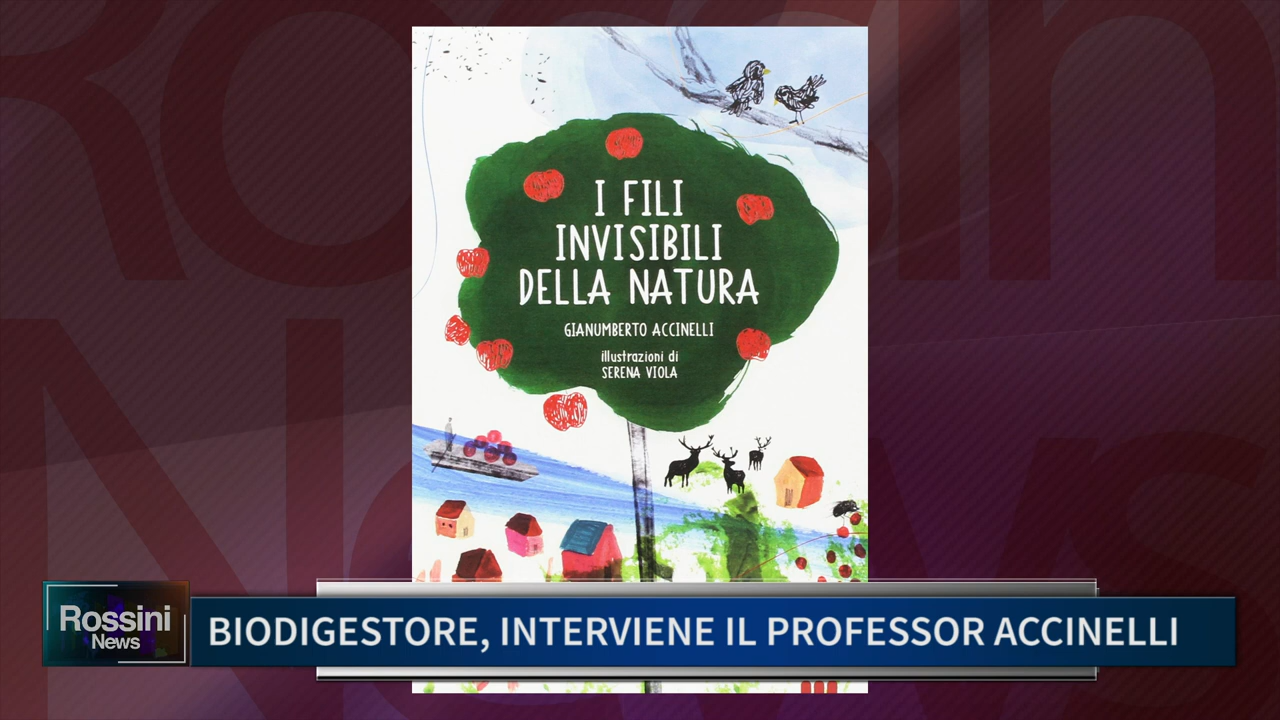 I FILI
INVISIBILI
DELLA NATURA
GIANUMBERTO ACCINELLI
illustrazioni di
SERENA VIOLA
Rossini
News
BIODIGESTORE, INTERVIENE IL PROFESSOR ACCINELLI